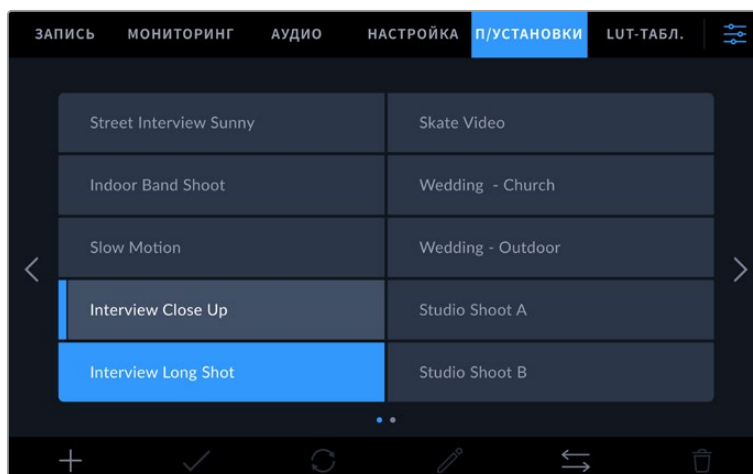 ЗАПИСЬ МОНИТОРИНГ АУДИО НАСТРОЙКА П/УСТАНОВКИ LUT-ТАБЛ.
Street Interview Sunny
Skate Video
Indoor Band Shoot
Wedding - Church
Slow Motion
Wedding - Outdoor
Interview Close Up
Studio Shoot A
Interview Long Shot
Studio Shoot B